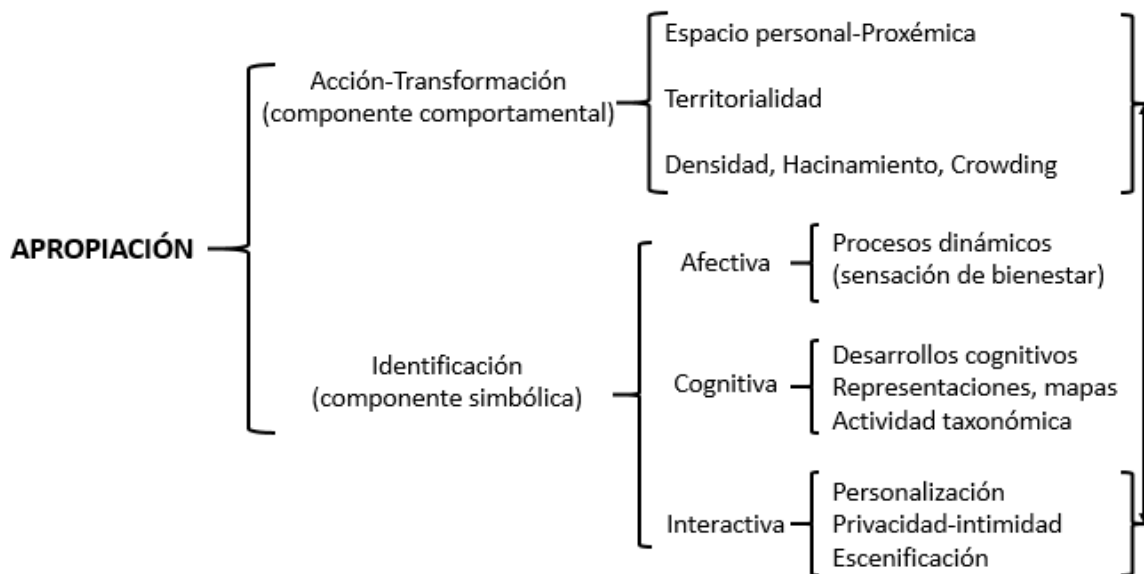 APROPIACIÓN
Acción-Transformación
(componente comportamental)
Espacio personal-Proxémica
Territorialidad
Densidad, Hacinamiento, Crowding
Identificación
(componente simbólica)
Afectiva
Procesos dinámicos
(sensación de bienestar)
Cognitiva
Desarrollos cognitivos
Representaciones, mapas
Actividad taxonómica
Interactiva
Personalización
Privacidad-intimidad
Escenificación